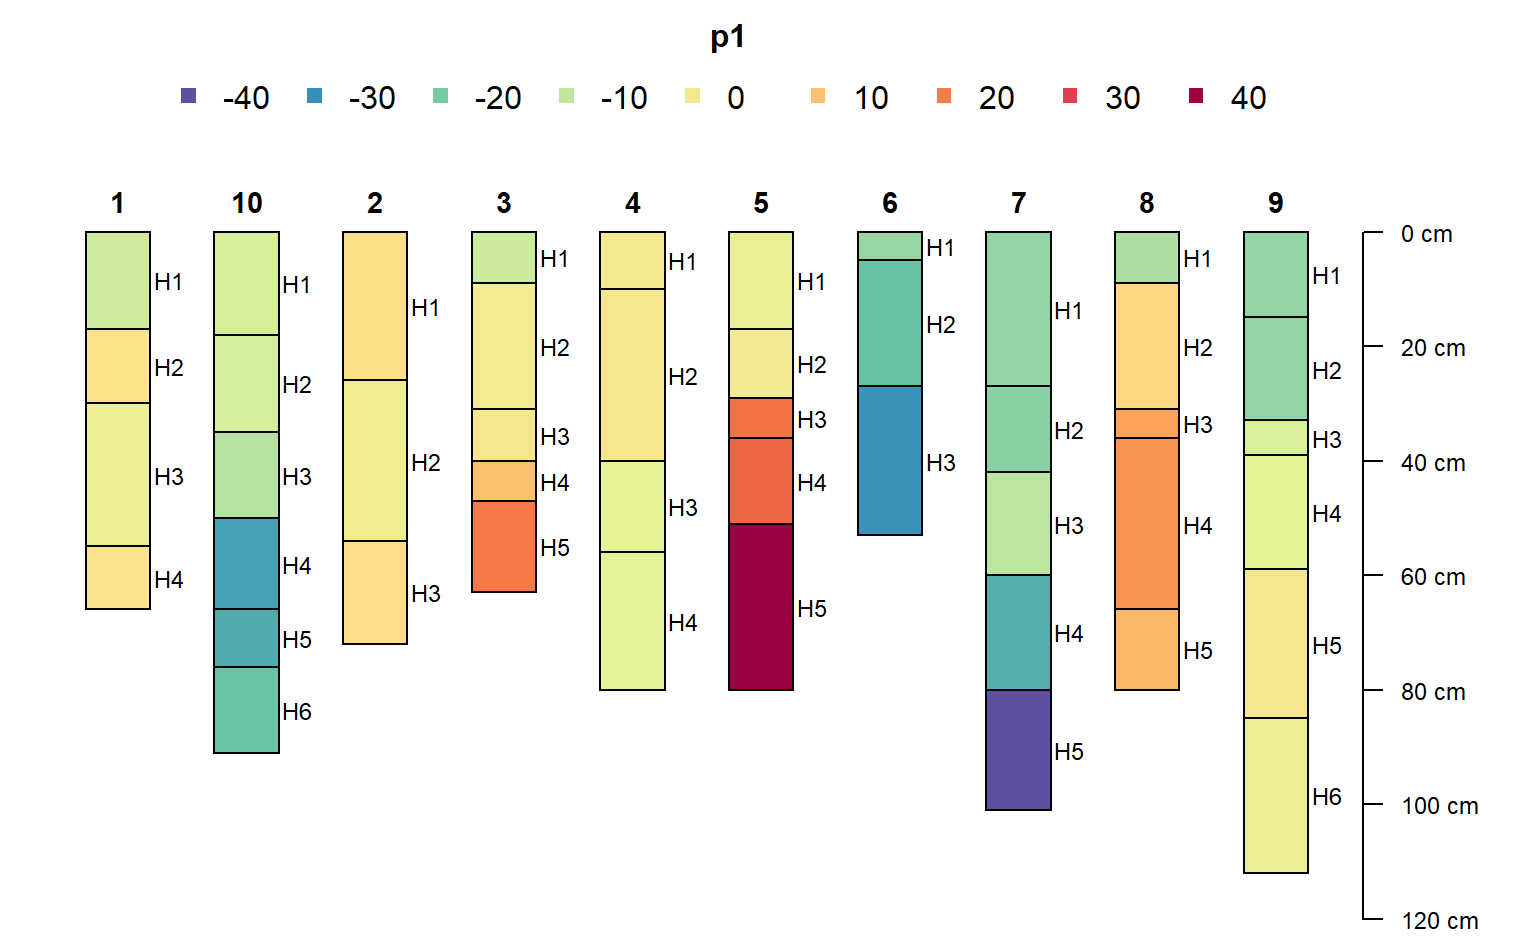 p1
-40 -30 -20 -10 0 10 20 30 40
1 10 2 3 4 5 6 7 8 9
H1 H2 H3 H4
H1 H2 H3 H4 H5 H6
H1 H2 H3
H1 H2 H3 H4 H5
H1 H2 H3 H4
H1 H2 H3 H4 H5
H1 H2 H3
H1 H2 H3 H4 H5
H1 H2 H3 H4 H5
H1 H2 H3 H4 H5 H6
0 cm
20 cm
40 cm
60 cm
80 cm
100 cm
120 cm